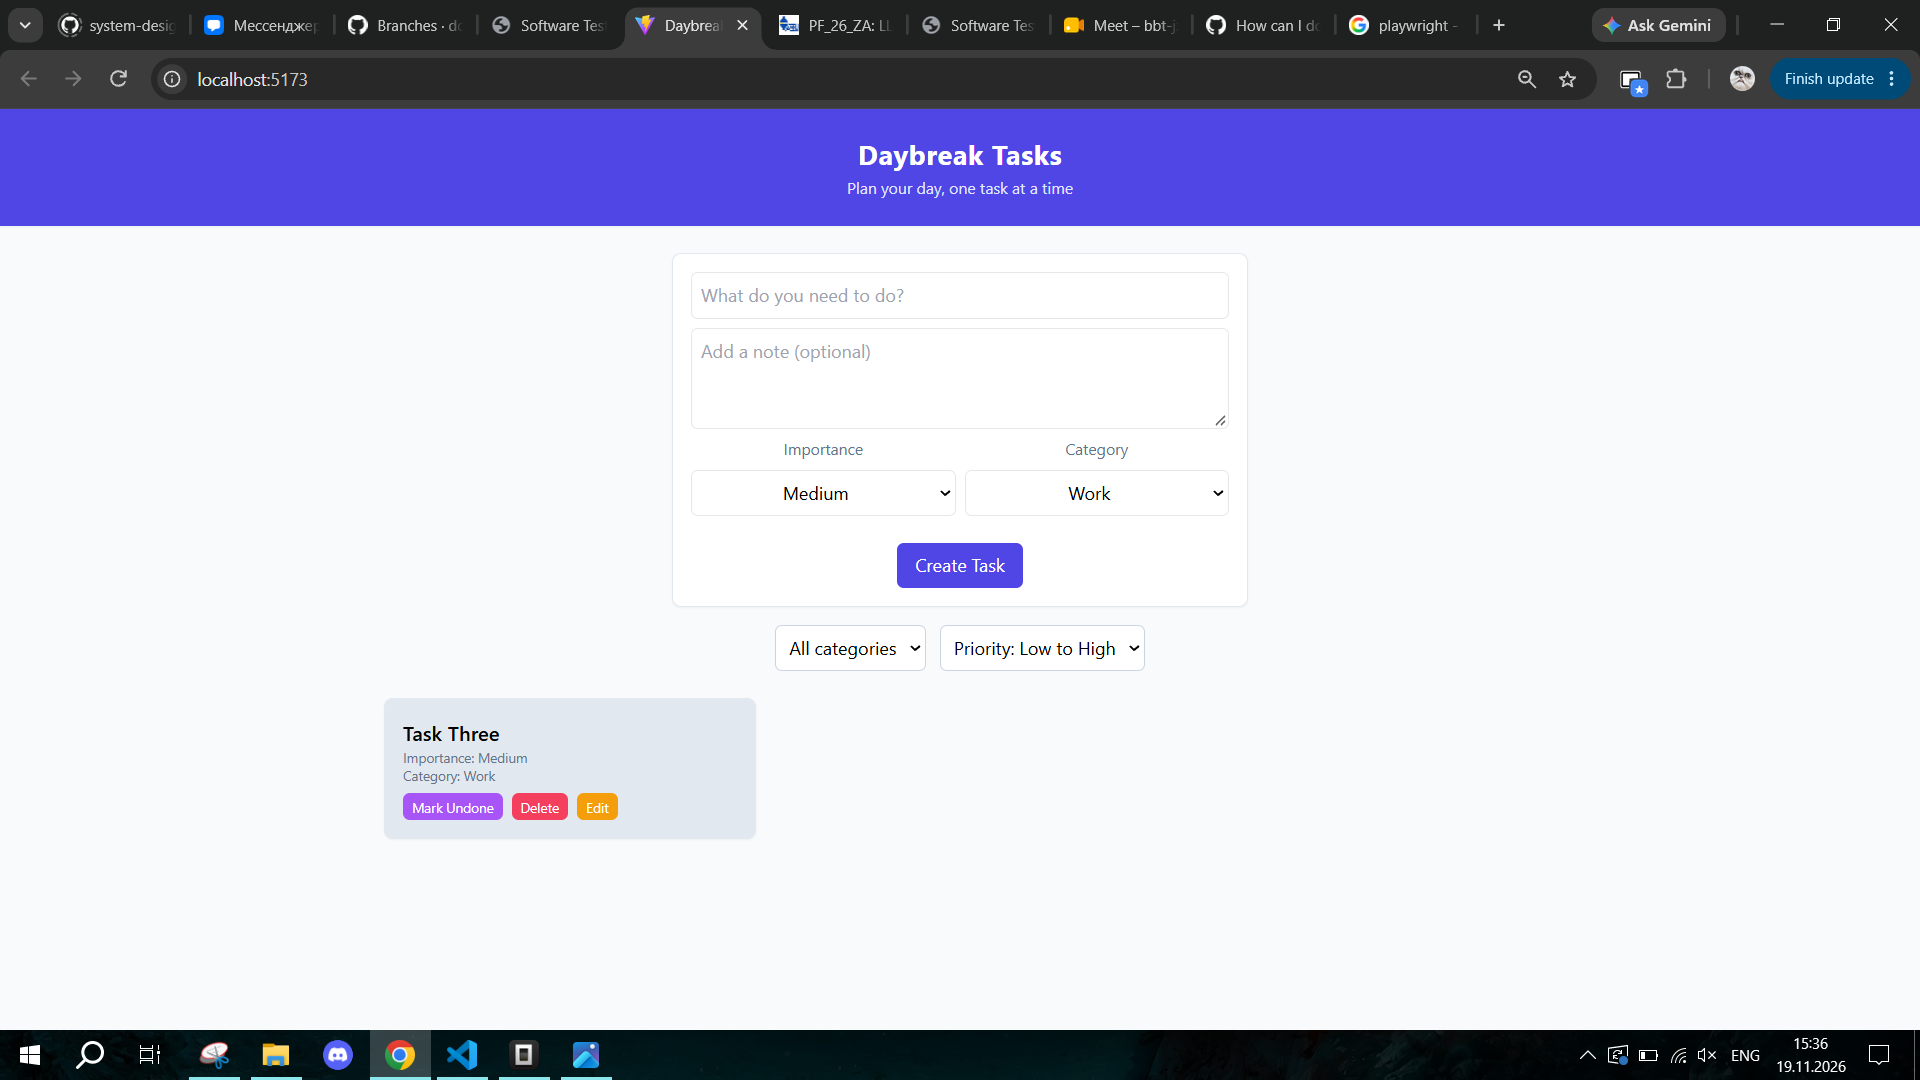 system-desig
Мессенджер
Branches · do
Software Tes
Daybreak
PF_26_ZA: LL
Software Tes
Meet – bbt-j
How can I do
playwright -
Ask Gemini
localhost:5173
Finish update
Daybreak Tasks
Plan your day, one task at a time
What do you need to do?
Add a note (optional)
Importance
Category
Medium
Work
Create Task
All categories
Priority: Low to High
Task Three
Importance: Medium
Category: Work
Mark Undone
Delete
Edit
ENG
15:36
19.11.2026